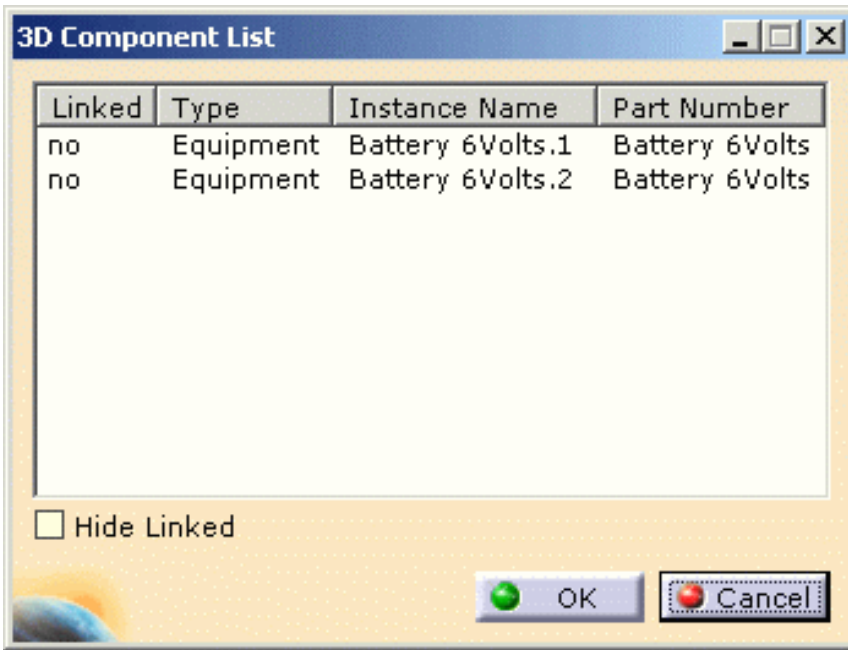 3D Component List
Linked Type Instance Name Part Number
no Equipment Battery 6Volts.1 Battery 6Volts
no Equipment Battery 6Volts.2 Battery 6Volts
Hide Linked
OK Cancel